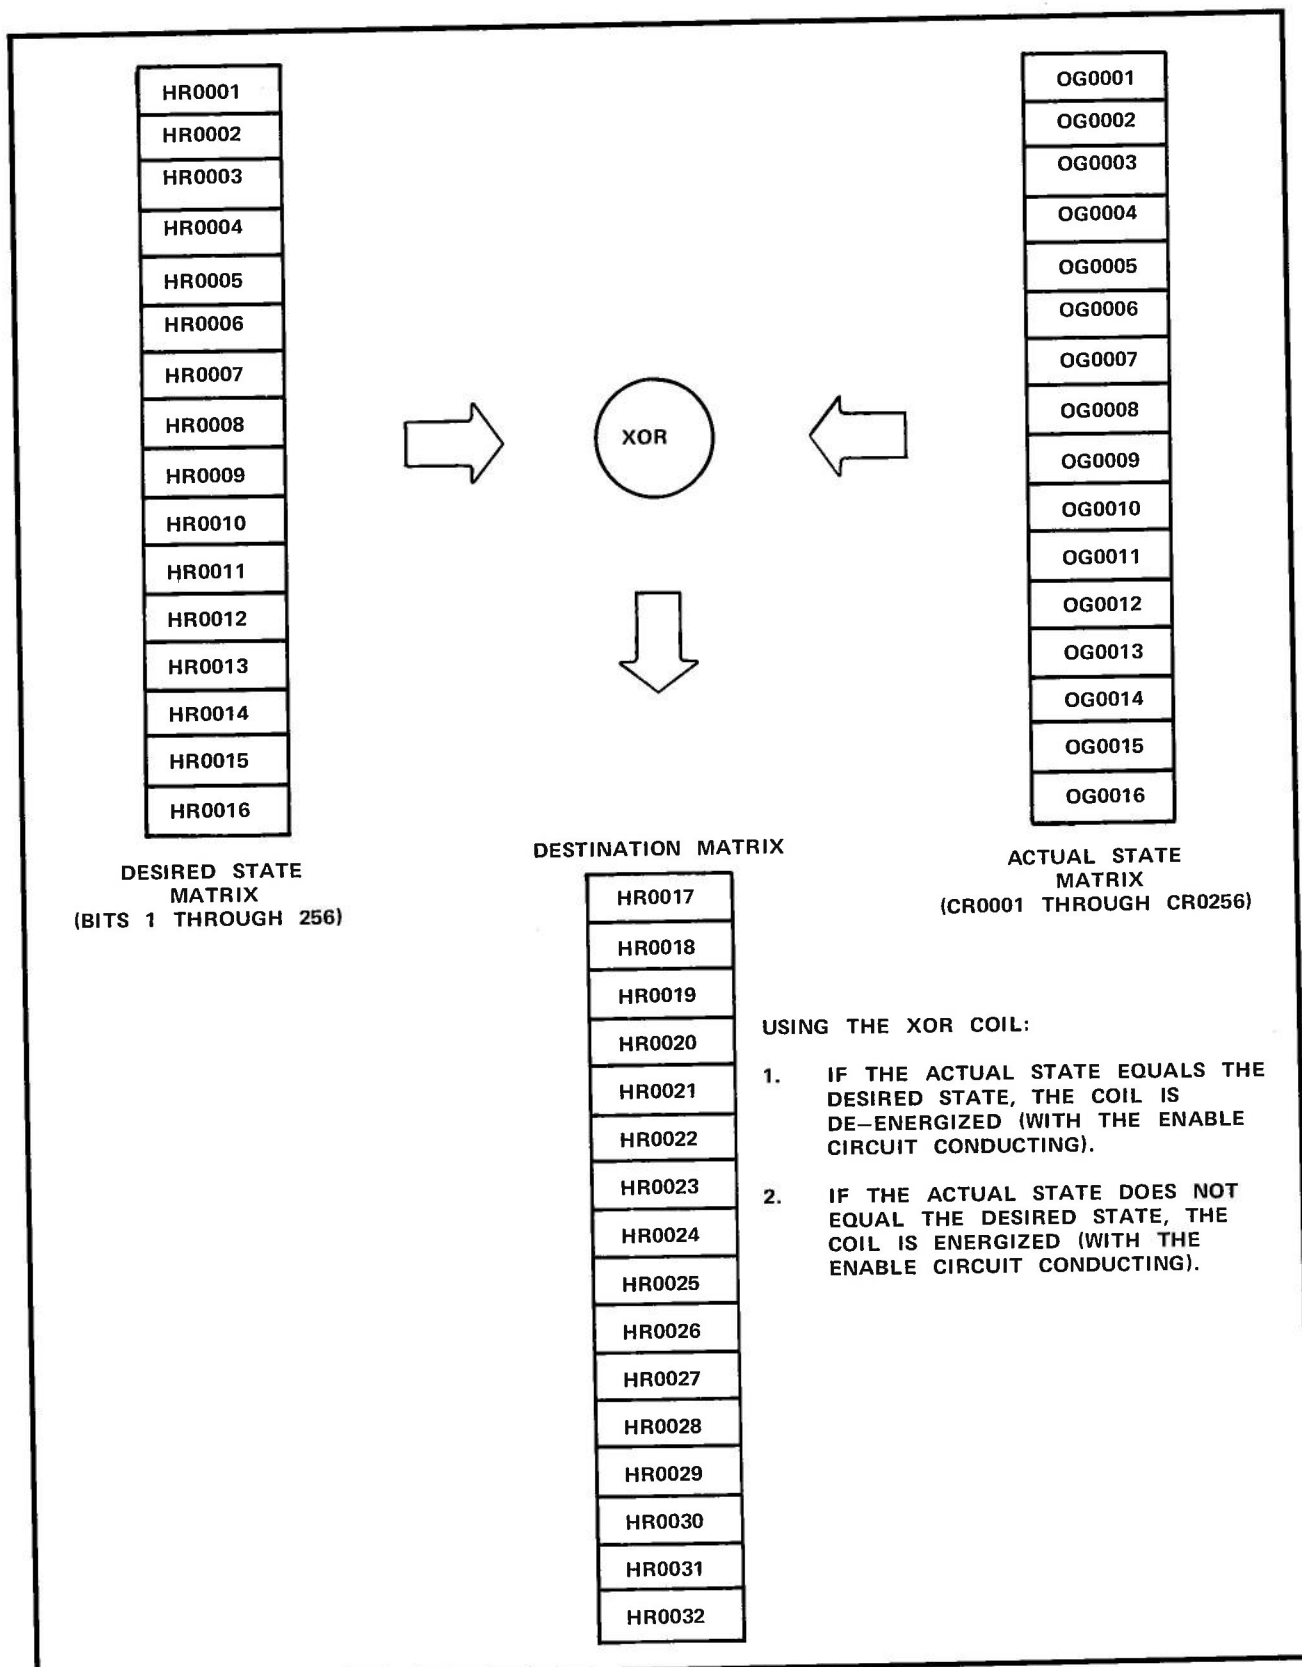 HR0001
HR0002
HR0003
HR0004
HR0005
HR0006
HR0007
HR0008
HR0009
HR0010
HR0011
HR0012
HR0013
HR0014
HR0015
HR0016
DESIRED STATE
MATRIX
(BITS 1 THROUGH 256)
XOR
OG0001
OG0002
OG0003
OG0004
OG0005
OG0006
OG0007
OG0008
OG0009
OG0010
OG0011
OG0012
OG0013
OG0014
OG0015
OG0016
ACTUAL STATE
MATRIX
(CR0001 THROUGH CR0256)
DESTINATION MATRIX
HR0017
HR0018
HR0019
HR0020
HR0021
HR0022
HR0023
HR0024
HR0025
HR0026
HR0027
HR0028
HR0029
HR0030
HR0031
HR0032
USING THE XOR COIL:
1. IF THE ACTUAL STATE EQUALS THE
DESIRED STATE, THE COIL IS
DE–ENERGIZED (WITH THE ENABLE
CIRCUIT CONDUCTING).
2. IF THE ACTUAL STATE DOES NOT
EQUAL THE DESIRED STATE, THE
COIL IS ENERGIZED (WITH THE
ENABLE CIRCUIT CONDUCTING).